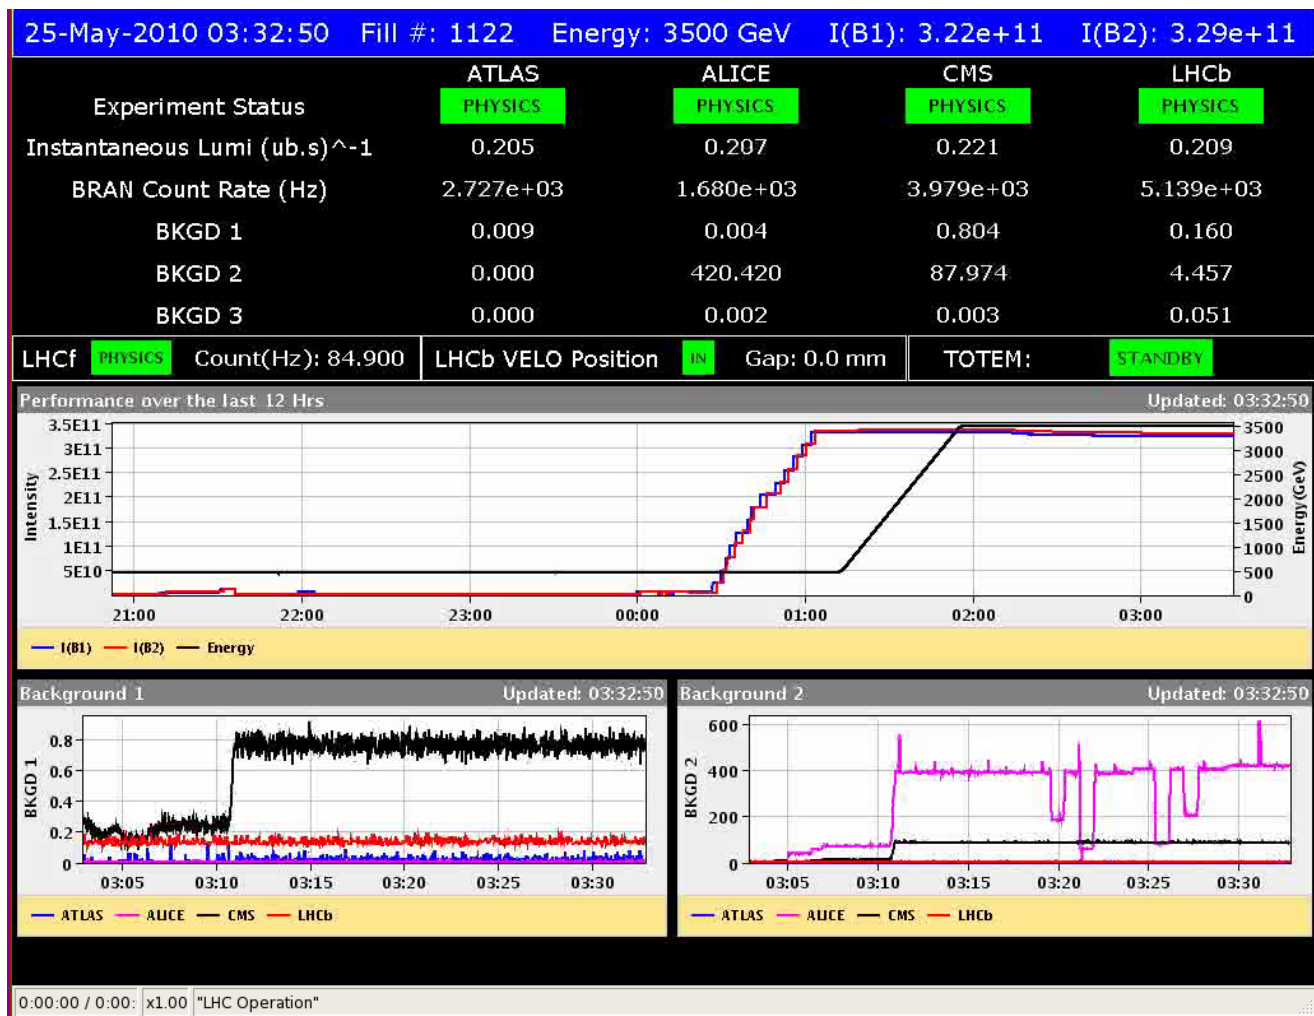 25-May-2010 03:32:50 Fill #: 1122 Energy: 3500 GeV I(B1): 3.22e+11 I(B2): 3.29e+11
ATLAS ALICE CMS LHCb
Experiment Status PHYSICS PHYSICS PHYSICS PHYSICS
Instantaneous Lumi (ub.s)^-1 0.205 0.207 0.221 0.209
BRAN Count Rate (Hz) 2.727e+03 1.680e+03 3.979e+03 5.139e+03
BKGD 1 0.009 0.004 0.804 0.160
BKGD 2 0.000 420.420 87.974 4.457
BKGD 3 0.000 0.002 0.003 0.051
LHCf PHYSICS Count(Hz): 84.900 LHCb VELO Position IN Gap: 0.0 mm TOTEM: STANDBY
Performance over the last 12 Hrs Updated: 03:32:50
3.5E11 3500
3E11 3000
2.5E11 2500
2E11 2000
1.5E11 1500
1E11 1000
5E10 500
0
Intensity
Energy (GeV)
21:00 22:00 23:00 00:00 01:00 02:00 03:00
I(B1) I(B2) Energy
Background 1 Updated: 03:32:50
BKGD 1
0.8
0.6
0.4
0.2
0
03:05 03:10 03:15 03:20 03:25 03:30
ATLAS ALICE CMS LHCb
Background 2 Updated: 03:32:50
BKGD 2
600
400
200
0
03:05 03:10 03:15 03:20 03:25 03:30
ATLAS ALICE CMS LHCb
0:00:00 / 0:00: x1.00 "LHC Operation"